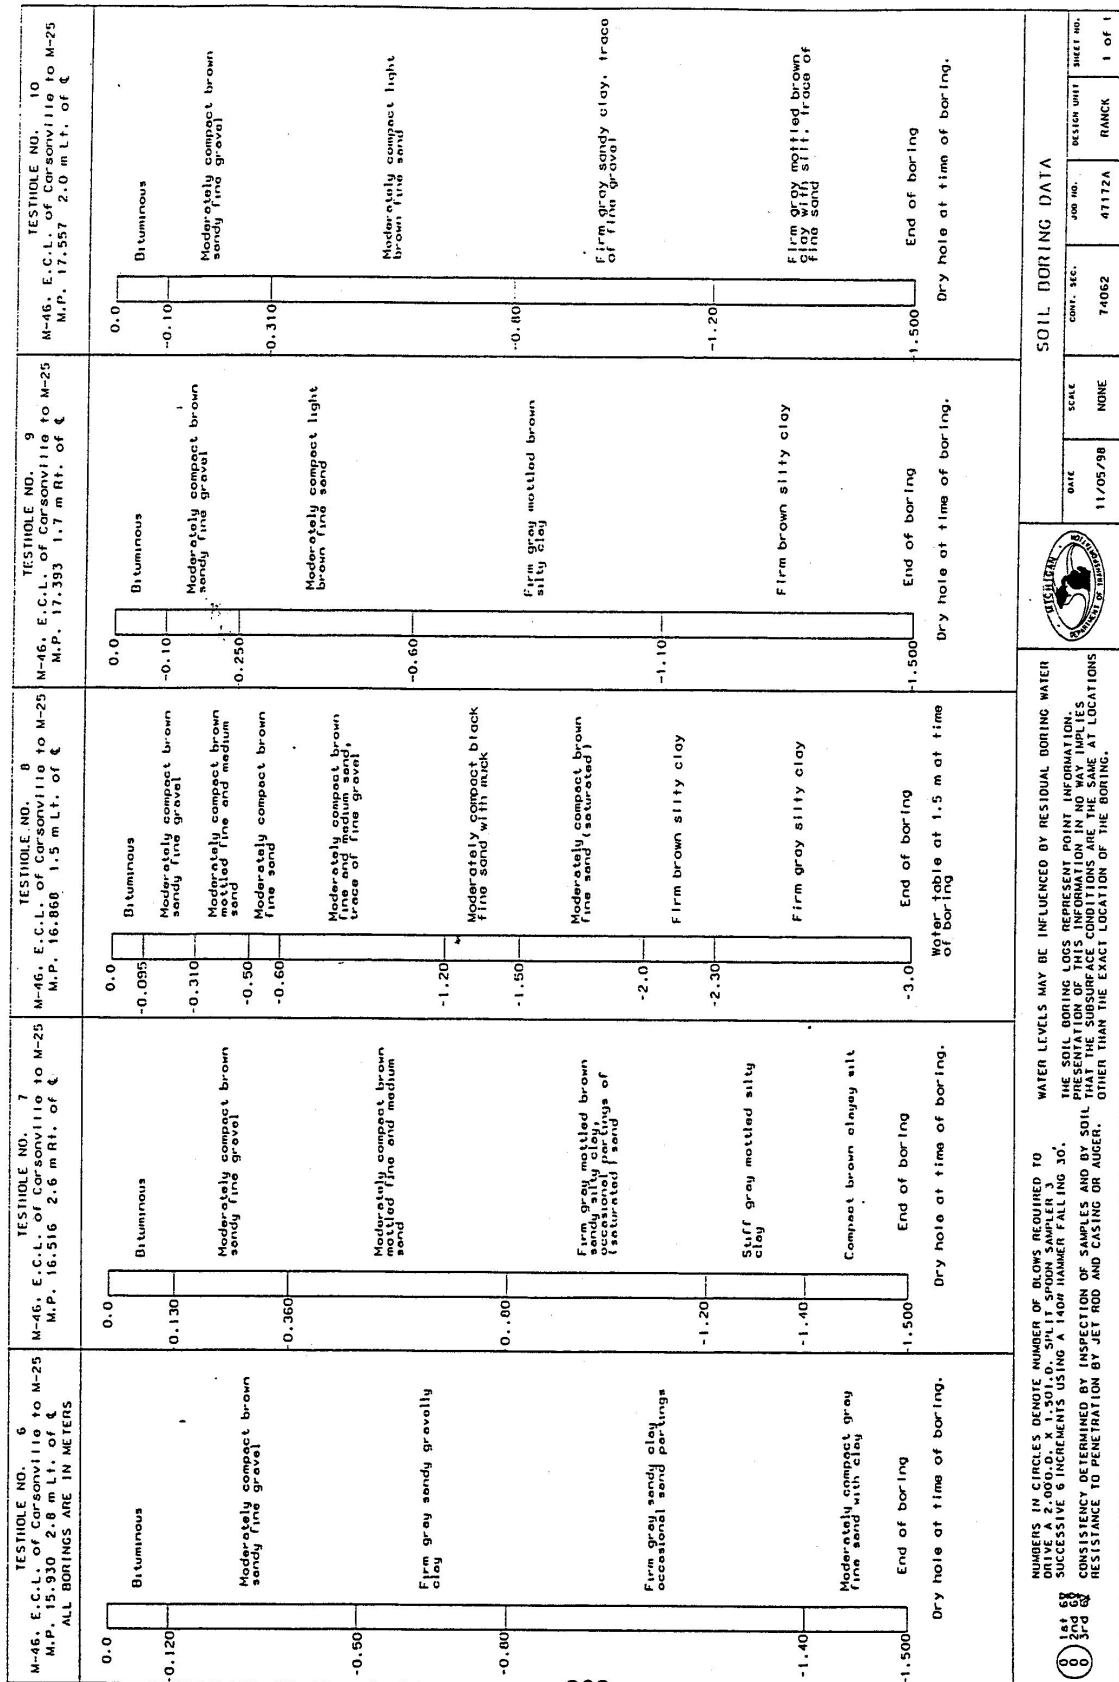 TESTHOLE NO. 6
M-46, E.C.L. of Carsonville to M-25
M.P. 15.930 2.8 m Lt. of ℄
ALL BORINGS ARE IN METERS
0.0
Bituminous
-0.120
Moderately compact brown
sandy fine gravel
-0.50
Firm gray sandy gravelly
clay
-0.80
Firm gray sandy clay
occasional sand partings
-1.40
Moderately compact gray
fine sand with clay
-1.500
End of boring
Dry hole at time of boring.
TESTHOLE NO. 7
M-46, E.C.L. of Carsonville to M-25
M.P. 16.516 2.6 m Rt. of ℄
0.0
Bituminous
-0.130
Moderately compact brown
sandy fine gravel
-0.360
Moderately compact brown
mottled fine and medium
sand
-0.80
Firm gray mottled brown
sandy silty clay,
occasional partings of
(saturated) sand
-1.20
Stiff gray mottled silty
clay
-1.40
Compact brown clayey silt
-1.500
End of boring
Dry hole at time of boring.
TESTHOLE NO. 8
M-46, E.C.L. of Carsonville to M-25
M.P. 16.868 1.5 m Lt. of ℄
0.0
Bituminous
-0.095
Moderately compact brown
sandy fine gravel
-0.310
Moderately compact brown
mottled fine and medium
sand
-0.50
Moderately compact brown
fine sand
-0.60
Moderately compact brown
fine and medium sand,
trace of fine gravel
-1.20
Moderately compact black
fine sand with muck
-1.50
Moderately compact brown
fine sand (saturated)
-2.0
Firm brown silty clay
-2.30
Firm gray silty clay
-3.0
End of boring
Water table at 1.5 m at time
of boring
TESTHOLE NO. 9
M-46, E.C.L. of Carsonville to M-25
M.P. 17.393 1.7 m Rt. of ℄
0.0
Bituminous
-0.10
Moderately compact brown
sandy fine gravel
-0.250
Moderately compact light
brown fine sand
-0.60
Firm gray mottled brown
silty clay
-1.10
Firm brown silty clay
-1.500
End of boring
Dry hole at time of boring.
TESTHOLE NO. 10
M-46, E.C.L. of Carsonville to M-25
M.P. 17.557 2.0 m Lt. of ℄
0.0
Bituminous
-0.10
Moderately compact brown
sandy fine gravel
-0.310
Moderately compact light
brown fine sand
-0.80
Firm gray sandy clay, trace
of fine gravel
-1.20
Firm gray mottled brown
clay with silt, trace of
fine sand
-1.500
End of boring
Dry hole at time of boring.
0 1st
0 2nd
0 3rd
NUMBERS IN CIRCLES DENOTE NUMBER OF BLOWS REQUIRED TO
DRIVE A 2.00'O.D. X 1.50'I.D. SPLIT SPOON SAMPLER 3
SUCCESSIVE 6 INCREMENTS USING A 140# HAMMER FALLING 30'.
CONSISTENCY DETERMINED BY INSPECTION OF SAMPLES AND BY SOIL
RESISTANCE TO PENETRATION BY JET ROD AND CASING OR AUGER.
WATER LEVELS MAY BE INFLUENCED BY RESIDUAL BORING WATER
THE SOIL BORING LOGS REPRESENT POINT INFORMATION.
PRESENTATION OF THIS INFORMATION IN NO WAY IMPLIES
THAT THE SUBSURFACE CONDITIONS ARE THE SAME AT LOCATIONS
OTHER THAN THE EXACT LOCATION OF THE BORING.
MICHIGAN
DEPARTMENT OF TRANSPORTATION
SOIL BORING DATA
DATE
11/05/98
SCALE
NONE
CONT. SEC.
74062
JOB NO.
47172A
DESIGN UNIT
RANCK
SHEET NO.
1 of 1